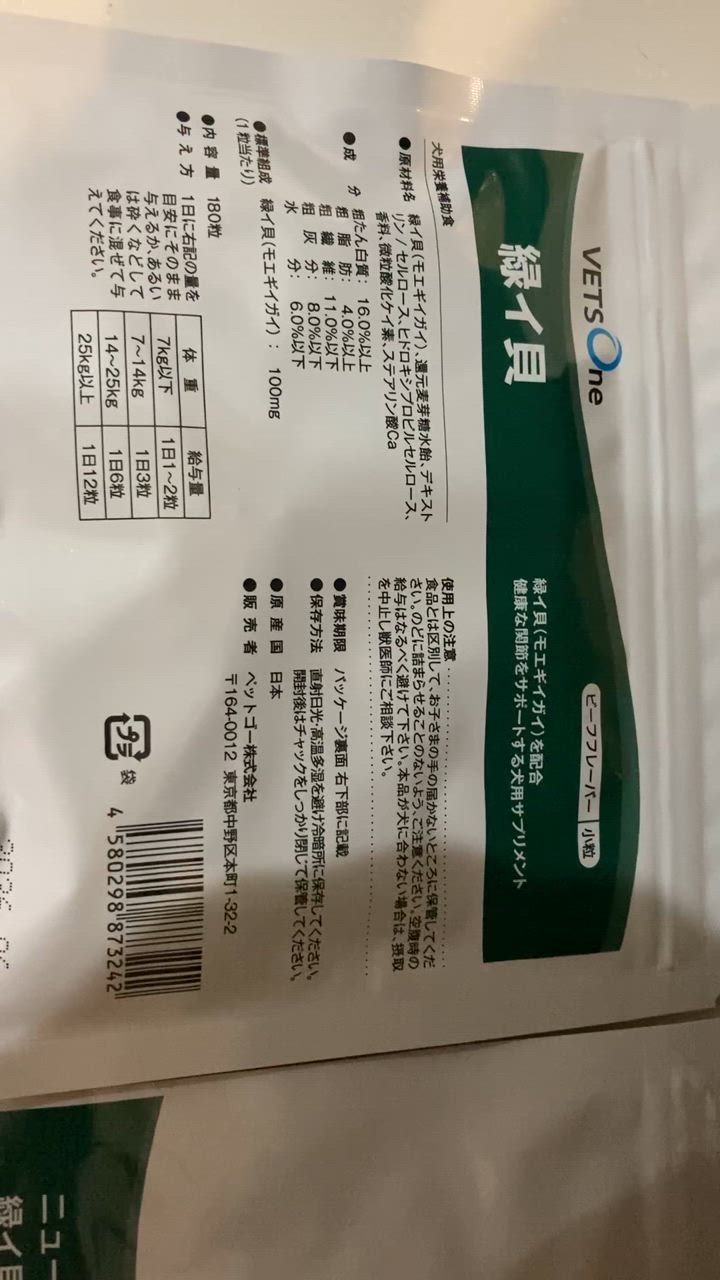 VETS One
ビーフフレーバー 小粒
緑イ貝
緑イ貝(モエギイガイ)を配合
健康な関節をサポートする犬用サプリメント
犬用栄養補助食
●原材料名 緑イ貝(モエギイガイ)、還元麦芽糖水飴、デキスト
リン/セルロース、ヒドロキシプロピルセルロース、
香料、微粒酸化ケイ素、ステアリン酸Ca
●成 分 粗たん白質: 16.0%以上
粗 脂 肪: 4.0%以上
粗 繊 維: 11.0%以下
粗 灰 分: 8.0%以下
水 分: 6.0%以下
●標準組成 緑イ貝(モエギイガイ): 100mg
(1粒当たり)
●内 容 量 180粒
●与 え 方 1日に右記の量を
目安にそのまま
与えるか、あるい
は砕くなどして
食事に混ぜて与
えてください。
体 重 給与量
7kg以下 1日1~2粒
7~14kg 1日3粒
14~25kg 1日6粒
25kg以上 1日12粒
使用上の注意
食品とは区別して、お子さまの手の届かないところに保管してくだ
さい。のどに詰まらせることのないよう、ご注意ください。空腹時の
給与はなるべく避けて下さい。本品が犬に合わない場合は、摂取
を中止し獣医師にご相談下さい。
●賞味期限 パッケージ裏面 右下部に記載
●保存方法 直射日光・高温多湿を避け冷暗所に保存してください。
開封後はチャックをしっかり閉じて保管してください。
●原 産 国 日本
●販 売 者 ペットゴー株式会社
〒164-0012 東京都中野区本町1-32-2
プラ
袋
4 580298 873242
ニュー
緑イ貝